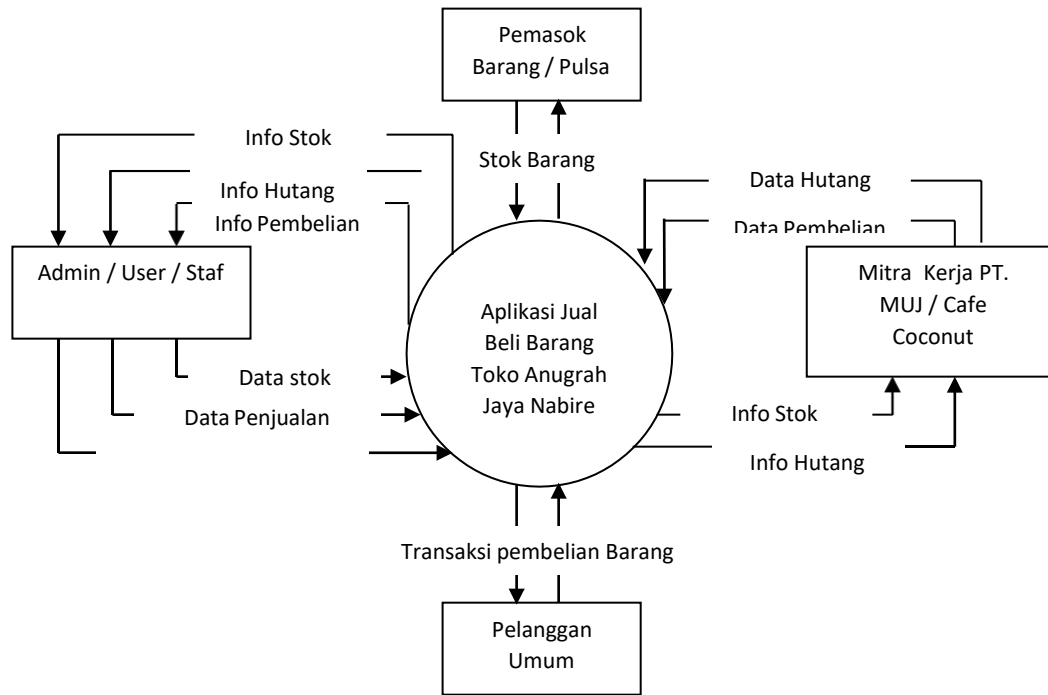 Pemasok
Barang / Pulsa
Info Stok
Stok Barang
Info Hutang
Info Pembelian
Data Hutang
Data Pembelian
Admin / User / Staf
Mitra Kerja PT.
MUJ / Cafe
Coconut
Aplikasi Jual
Beli Barang
Toko Anugrah
Jaya Nabire
Data stok
Data Penjualan
Info Stok
Info Hutang
Transaksi pembelian Barang
Pelanggan
Umum